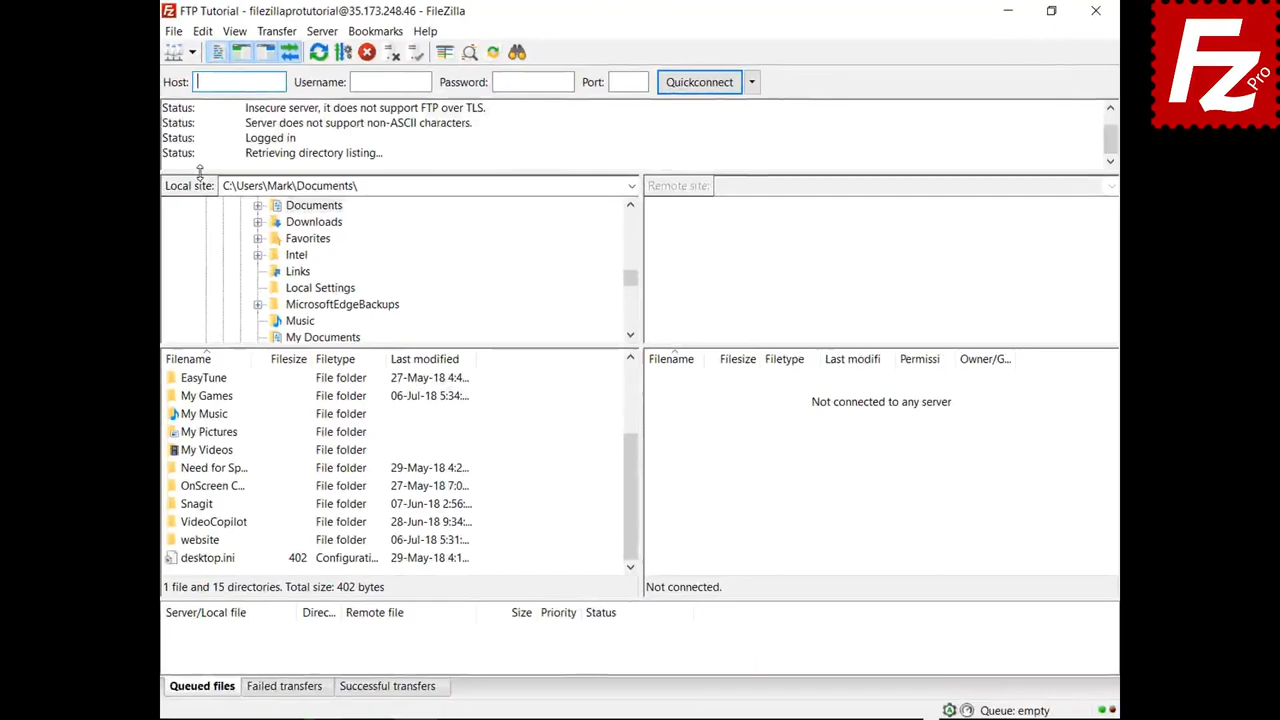 FTP Tutorial - filezillaprotutorial@35.173.248.46 - FileZilla
File Edit View Transfer Server Bookmarks Help
Host: Username: Password: Port: Quickconnect
Status: Insecure server, it does not support FTP over TLS.
Status: Server does not support non-ASCII characters.
Status: Logged in
Status: Retrieving directory listing...
Local site: C:\Users\Mark\Documents\
Remote site:
Documents
Downloads
Favorites
Intel
Links
Local Settings
MicrosoftEdgeBackups
Music
My Documents
Filename Filesize Filetype Last modified
EasyTune File folder 27-May-18 4:4...
My Games File folder 06-Jul-18 5:34:...
My Music File folder
My Pictures File folder
My Videos File folder
Need for Sp... File folder 29-May-18 4:2...
OnScreen C... File folder 27-May-18 7:0...
Snagit File folder 07-Jun-18 2:56:...
VideoCopilot File folder 28-Jun-18 9:34:...
website File folder 06-Jul-18 5:31:...
desktop.ini 402 Configurati... 29-May-18 4:1...
1 file and 15 directories. Total size: 402 bytes
Filename Filesize Filetype Last modifi Permissi Owner/G...
Not connected to any server
Not connected.
Server/Local file Direc... Remote file Size Priority Status
Queued files Failed transfers Successful transfers
Queue: empty
Fz Pro